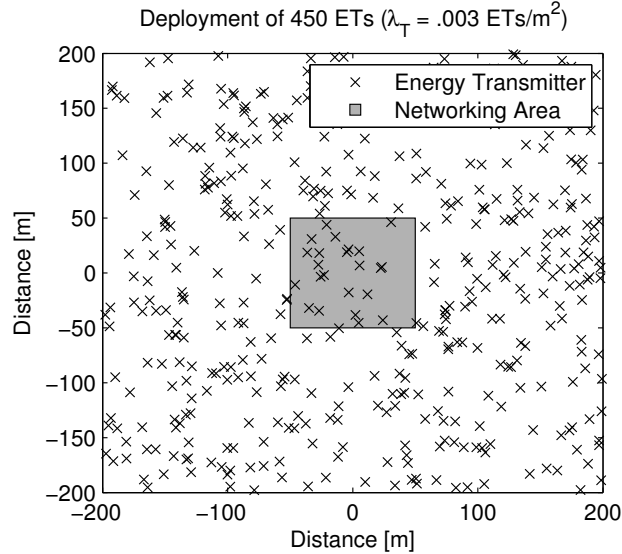 Deployment of 450 ETs (λ_T = .003 ETs/m²)
200
150
100
50
0
−50
−100
−150
−200
Distance [m]
Energy Transmitter
Networking Area
−200
−100
0
100
200
Distance [m]